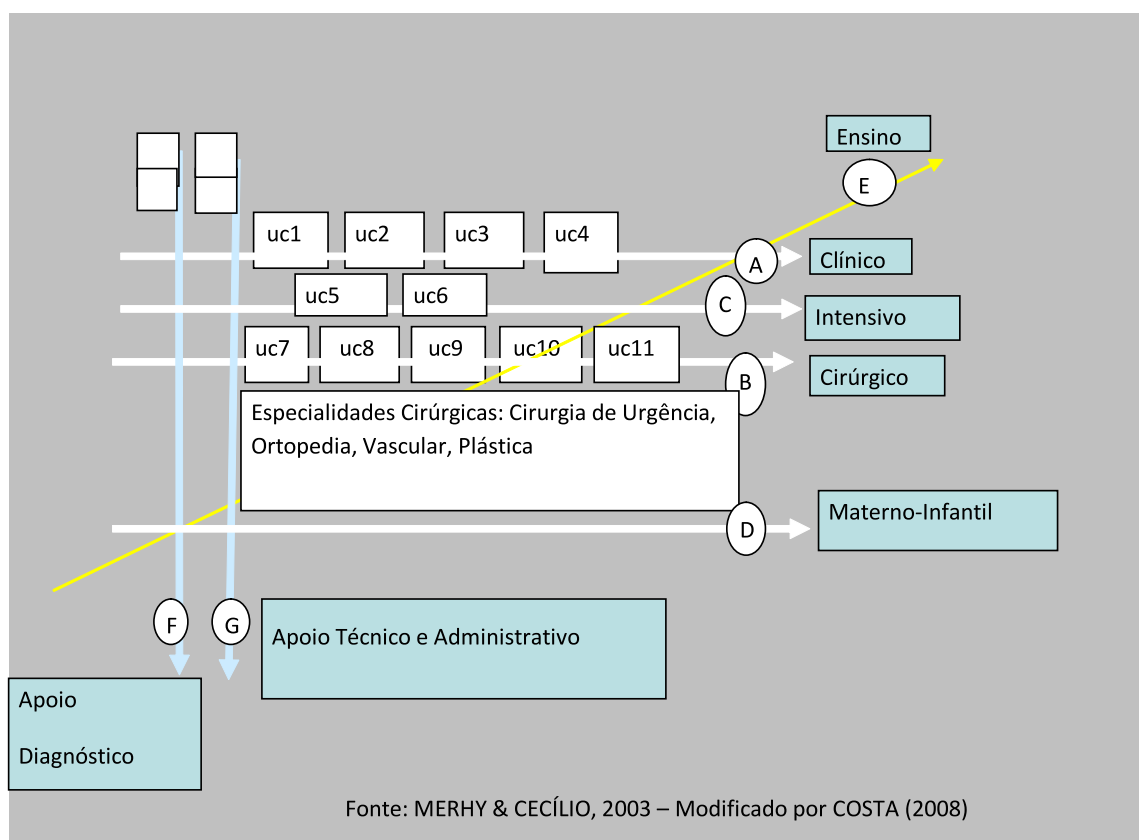 Ensino
E
uc1
uc2
uc3
uc4
A
Clínico
uc5
uc6
C
Intensivo
uc7
uc8
uc9
uc10
uc11
B
Cirúrgico
Especialidades Cirúrgicas: Cirurgia de Urgência,
Ortopedia, Vascular, Plástica
D
Materno-Infantil
F
G
Apoio Técnico e Administrativo
Apoio
Diagnóstico
Fonte: MERHY & CECÍLIO, 2003 – Modificado por COSTA (2008)